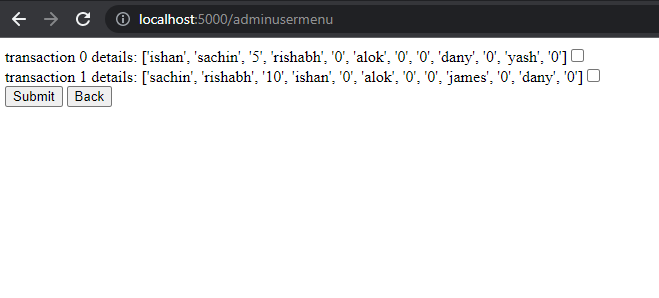 localhost:5000/adminusermenu
transaction 0 details: ['ishan', 'sachin', '5', 'rishabh', '0', 'alok', '0', '0', 'dany', '0', 'yash', '0']
transaction 1 details: ['sachin', 'rishabh', '10', 'ishan', '0', 'alok', '0', '0', 'james', '0', 'dany', '0']
Submit Back